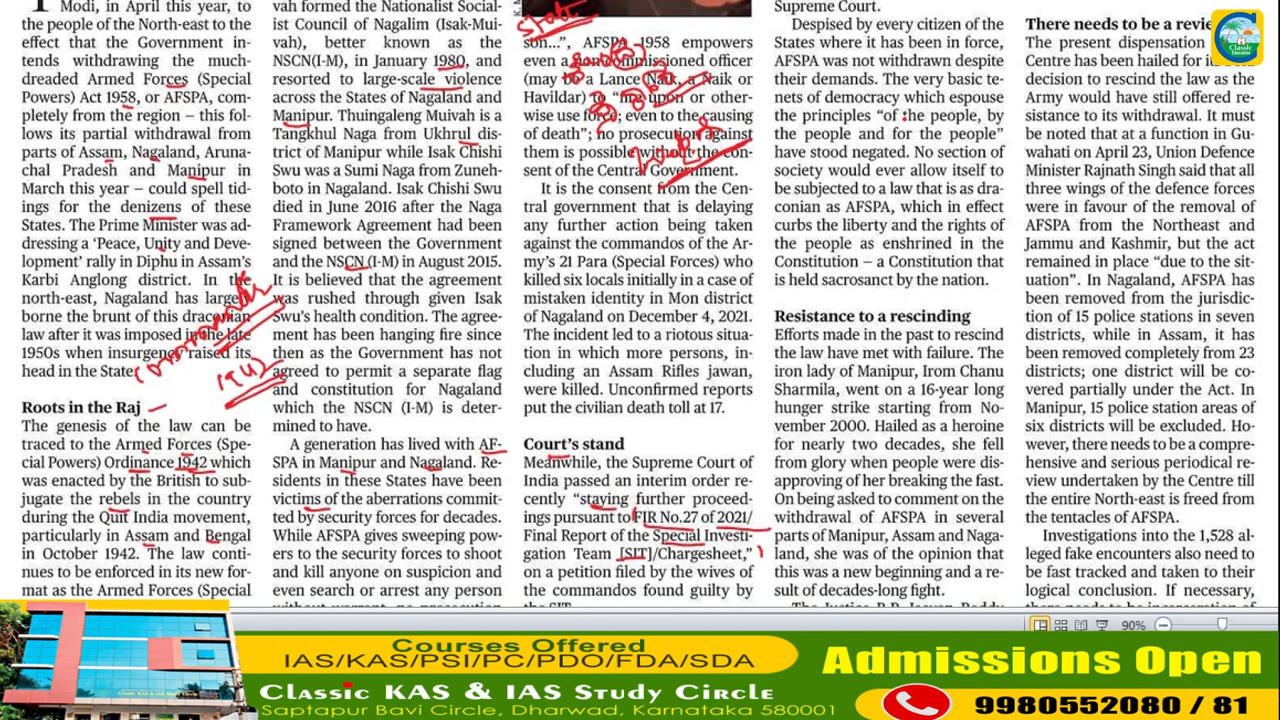 Modi, in April this year, to
the people of the North-east to the
effect that the Government in-
tends withdrawing the much-
dreaded Armed Forces (Special
Powers) Act 1958, or AFSPA, com-
pletely from the region – this fol-
lows its partial withdrawal from
parts of Assam, Nagaland, Aruna-
chal Pradesh and Manipur in
March this year – could spell tid-
ings for the denizens of these
States. The Prime Minister was ad-
dressing a ‘Peace, Unity and Deve-
lopment’ rally in Diphu in Assam’s
Karbi Anglong district. In the
north-east, Nagaland has largely
borne the brunt of this draconian
law after it was imposed in the late
1950s when insurgency raised its
head in the State.
Roots in the Raj
The genesis of the law can be
traced to the Armed Forces (Spe-
cial Powers) Ordinance 1942 which
was enacted by the British to sub-
jugate the rebels in the country
during the Quit India movement,
particularly in Assam and Bengal
in October 1942. The law conti-
nues to be enforced in its new for-
mat as the Armed Forces (Special
vah formed the Nationalist Social-
ist Council of Nagalim (Isak-Mui-
vah), better known as the
NSCN(I-M), in January 1980, and
resorted to large-scale violence
across the States of Nagaland and
Manipur. Thuingaleng Muivah is a
Tangkhul Naga from Ukhrul dis-
trict of Manipur while Isak Chishi
Swu was a Sumi Naga from Zunhe-
boto in Nagaland. Isak Chishi Swu
died in June 2016 after the Naga
Framework Agreement had been
signed between the Government
and the NSCN (I-M) in August 2015.
It is believed that the agreement
was rushed through given Isak
Swu’s health condition. The agree-
ment has been hanging fire since
then as the Government has not
agreed to permit a separate flag
and constitution for Nagaland
which the NSCN (I-M) is deter-
mined to have.
A generation has lived with AF-
SPA in Manipur and Nagaland. Re-
sidents in these States have been
victims of the aberrations commit-
ted by security forces for decades.
While AFSPA gives sweeping pow-
ers to the security forces to shoot
and kill anyone on suspicion and
even search or arrest any person
without warrant, no prosecution
son...”, AFSPA 1958 empowers
even a non-commissioned officer
(may be a Lance Naik, a Naik or
Havildar) to “fire upon or other-
wise use force; even to the causing
of death”; no prosecution against
them is possible without the con-
sent of the Central Government.
It is the consent from the Cen-
tral government that is delaying
any further action being taken
against the commandos of the Ar-
my’s 21 Para (Special Forces) who
killed six locals initially in a case of
mistaken identity in Mon district
of Nagaland on December 4, 2021.
The incident led to a riotous situa-
tion in which more persons, in-
cluding an Assam Rifles jawan,
were killed. Unconfirmed reports
put the civilian death toll at 17.
Court’s stand
Meanwhile, the Supreme Court of
India passed an interim order re-
cently “staying further proceed-
ings pursuant to FIR No.27 of 2021/
Final Report of the Special Investi-
gation Team [SIT]/Chargesheet,”
on a petition filed by the wives of
the commandos found guilty by
the SIT.
Supreme Court.
Despised by every citizen of the
States where it has been in force,
AFSPA was not withdrawn despite
their demands. The very basic te-
nets of democracy which espouse
the principles “of the people, by
the people and for the people”
have stood negated. No section of
society would ever allow itself to
be subjected to a law that is as dra-
conian as AFSPA, which in effect
curbs the liberty and the rights of
the people as enshrined in the
Constitution – a Constitution that
is held sacrosanct by the nation.
Resistance to a rescinding
Efforts made in the past to rescind
the law have met with failure. The
iron lady of Manipur, Irom Chanu
Sharmila, went on a 16-year long
hunger strike starting from No-
vember 2000. Hailed as a heroine
for nearly two decades, she fell
from glory when people were dis-
approving of her breaking the fast.
On being asked to comment on the
withdrawal of AFSPA in several
parts of Manipur, Assam and Naga-
land, she was of the opinion that
this was a new beginning and a re-
sult of decades-long fight.
There needs to be a
The present dispensation
Centre has been hailed for
decision to rescind the law as the
Army would have still offered re-
sistance to its withdrawal. It must
be noted that at a function in Gu-
wahati on April 23, Union Defence
Minister Rajnath Singh said that all
three wings of the defence forces
were in favour of the removal of
AFSPA from the Northeast and
Jammu and Kashmir, but the act
remained in place “due to the sit-
uation”. In Nagaland, AFSPA has
been removed from the jurisdic-
tion of 15 police stations in seven
districts, while in Assam, it has
been removed completely from 23
districts; one district will be co-
vered partially under the Act. In
Manipur, 15 police station areas of
six districts will be excluded. Ho-
wever, there needs to be a compre-
hensive and serious periodical re-
view undertaken by the Centre till
the entire North-east is freed from
the tentacles of AFSPA.
Investigations into the 1,528 al-
leged fake encounters also need to
be fast tracked and taken to their
logical conclusion. If necessary,
Classic
Education
90%
Courses Offered
IAS/KAS/PSI/PC/PDO/FDA/SDA
Classic KAS & IAS Study Circle
Saptapur Bavi Circle, Dharwad, Karnataka 580001
Admissions Open
9980552080 / 81